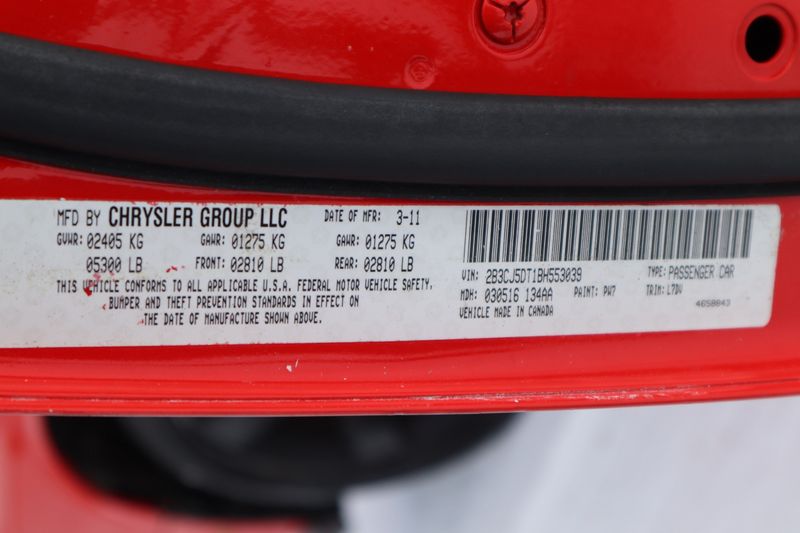 MFD BY CHRYSLER GROUP LLC DATE OF MFR: 3-11
GVWR: 02405 KG GAWR: 01275 KG GAWR: 01275 KG
05300 LB FRONT: 02810 LB REAR: 02810 LB
THIS VEHICLE CONFORMS TO ALL APPLICABLE U.S.A. FEDERAL MOTOR VEHICLE SAFETY,
BUMPER AND THEFT PREVENTION STANDARDS IN EFFECT ON
THE DATE OF MANUFACTURE SHOWN ABOVE.
VIN: 2B3CJ5DT1BH553039 TYPE: PASSENGER CAR
MDH: 030516 134AA PAINT: PW7 TRIM: L7DV
VEHICLE MADE IN CANADA 4658843